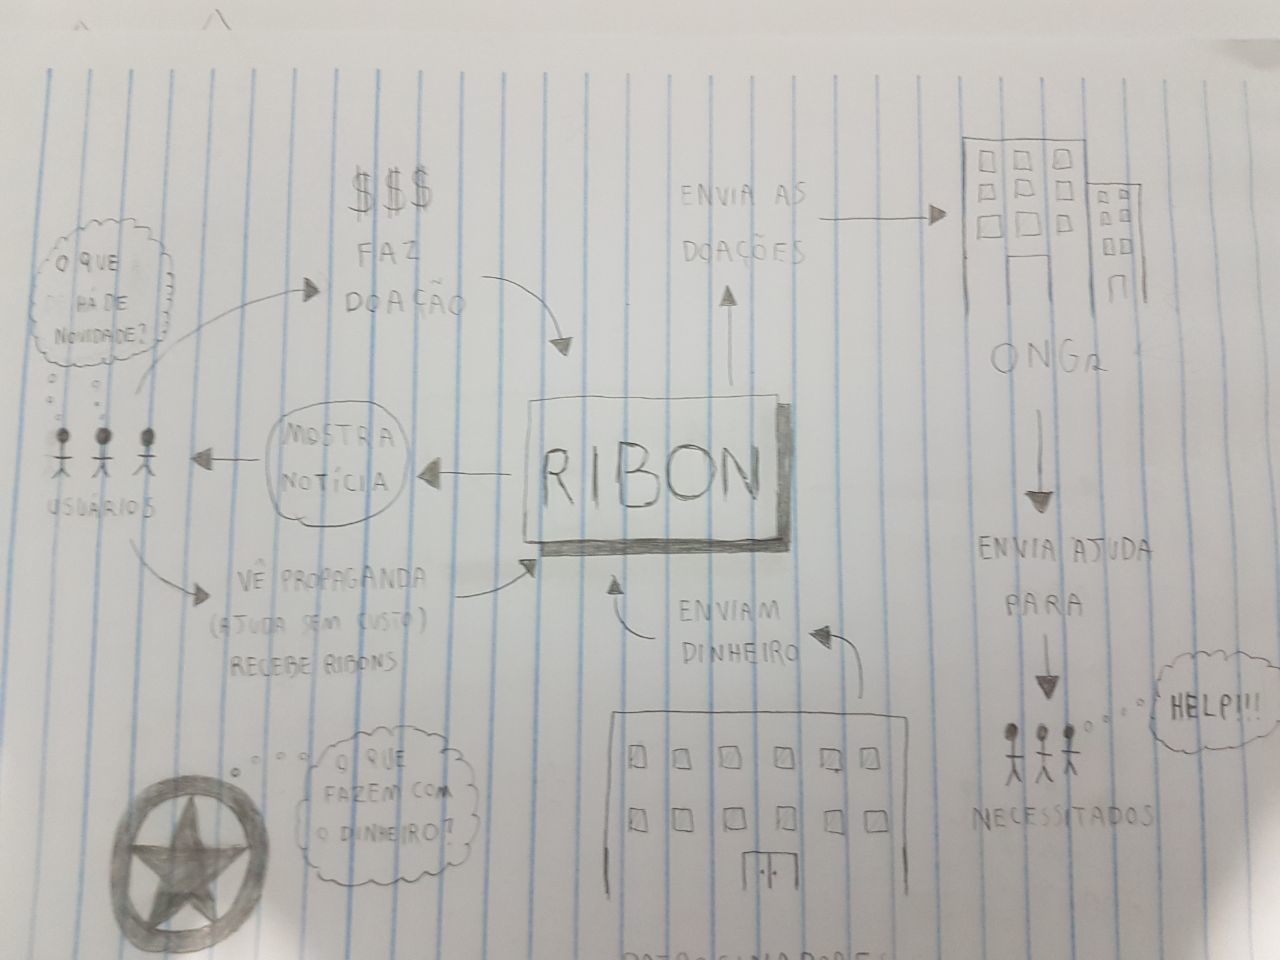 $$$
FAZ
DOAÇÃO
ENVIA AS
DOAÇÕES
O QUE
HÁ DE
NOVIDADE?
ONGs
MOSTRA
NOTÍCIA
RIBON
USUÁRIOS
VÊ PROPAGANDA
(AJUDA SEM CUSTO)
RECEBE RIBONS
ENVIAM
DINHEIRO
ENVIA AJUDA
PARA
HELP!!!
NECESSITADOS
O QUE
FAZEM COM
O DINHEIRO?